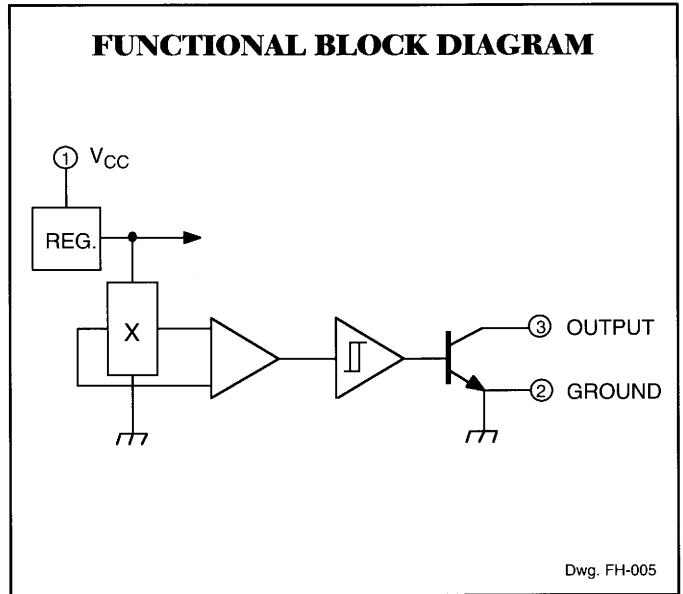 FUNCTIONAL BLOCK DIAGRAM
1 VCC
REG.
X
3 OUTPUT
2 GROUND
Dwg. FH-005